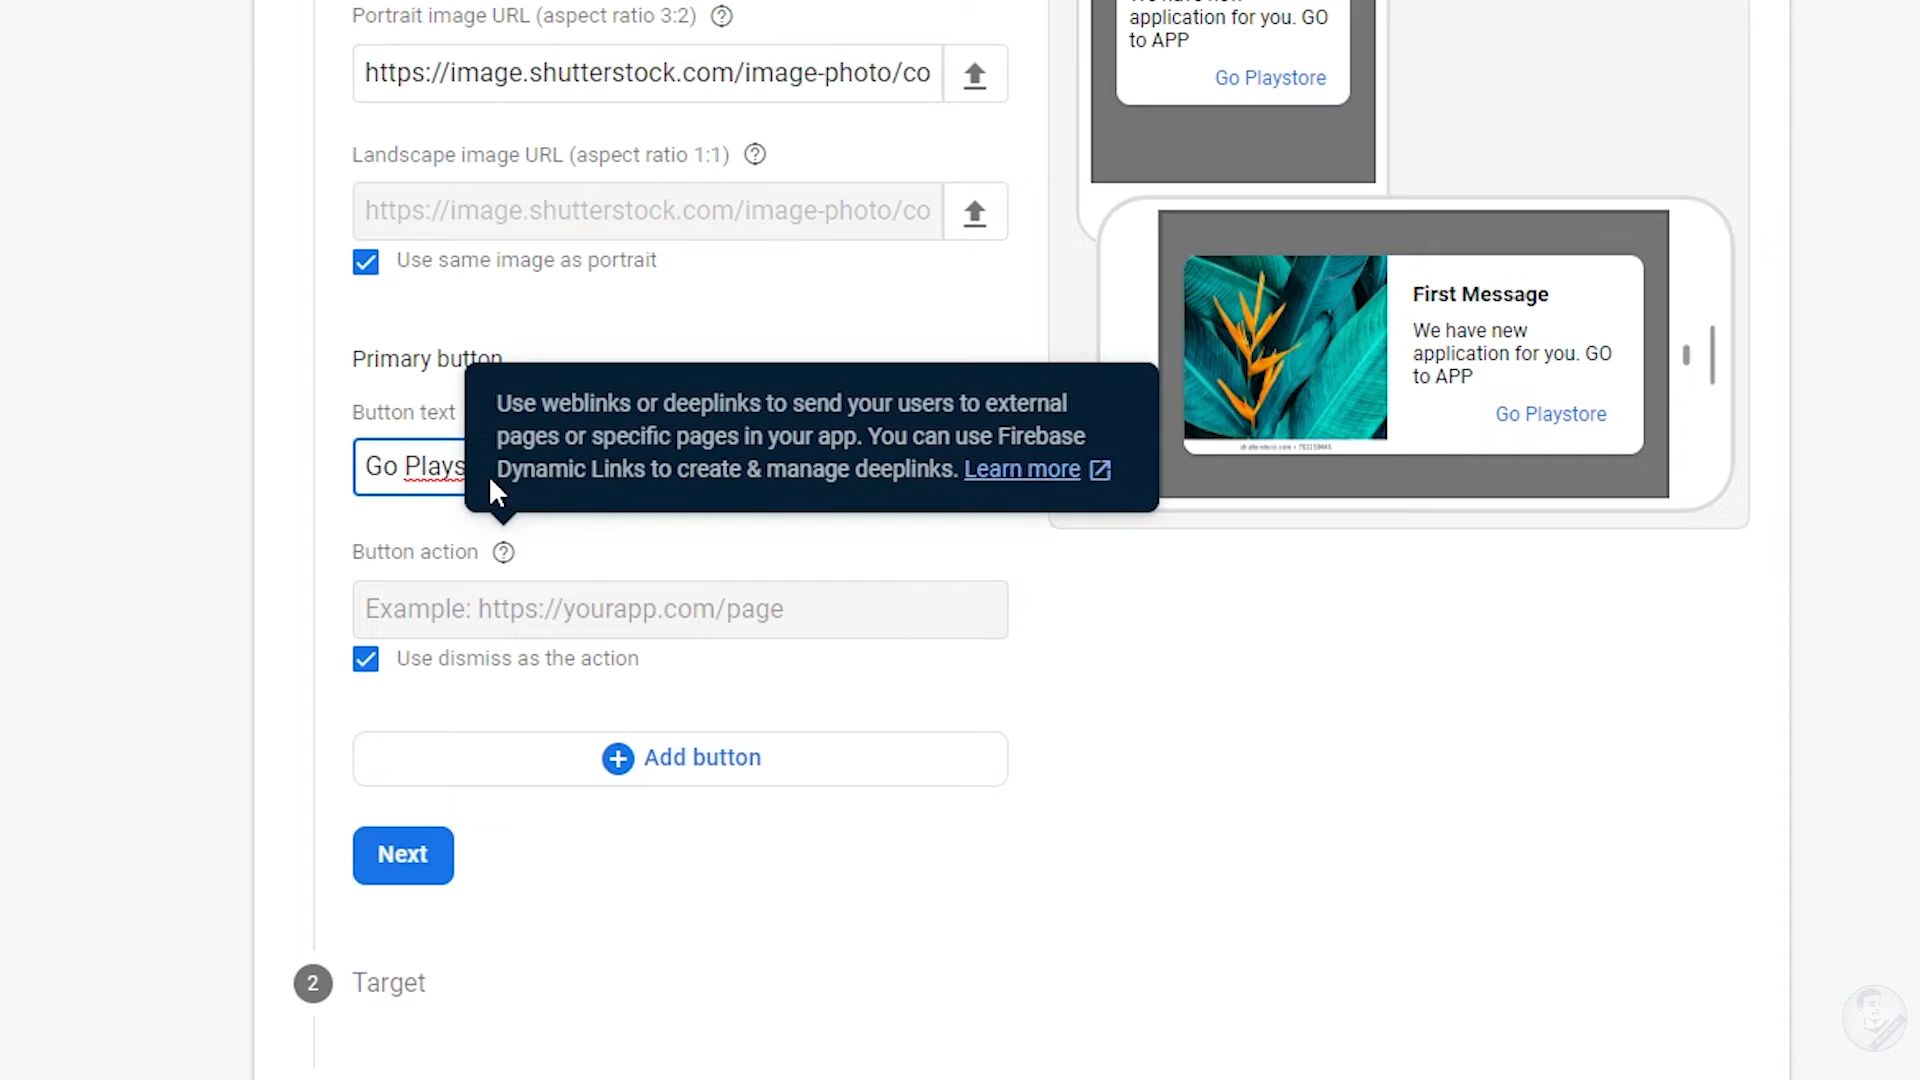 Portrait image URL (aspect ratio 3:2)
https://image.shutterstock.com/image-photo/co
Landscape image URL (aspect ratio 1:1)
https://image.shutterstock.com/image-photo/co
Use same image as portrait
Primary button
Button text
Go Plays
Use weblinks or deeplinks to send your users to external
pages or specific pages in your app. You can use Firebase
Dynamic Links to create & manage deeplinks. Learn more
Button action
Example: https://yourapp.com/page
Use dismiss as the action
Add button
Next
2 Target
application for you. GO
to APP
Go Playstore
First Message
We have new
application for you. GO
to APP
Go Playstore